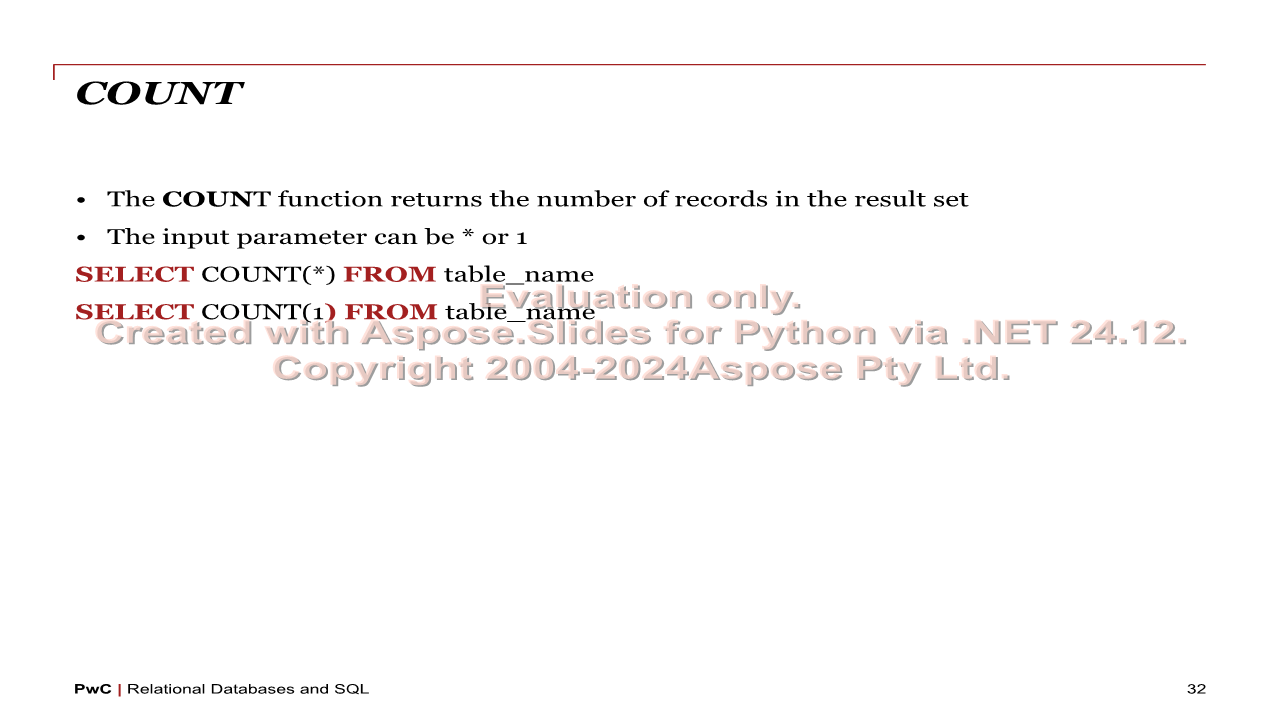 COUNT
• The COUNT function returns the number of records in the result set
• The input parameter can be * or 1
SELECT COUNT(*) FROM table_name
SELECT COUNT(1) FROM table_name
Evaluation only.
Created with Aspose.Slides for Python via .NET 24.12.
Copyright 2004-2024Aspose Pty Ltd.
PwC | Relational Databases and SQL
32